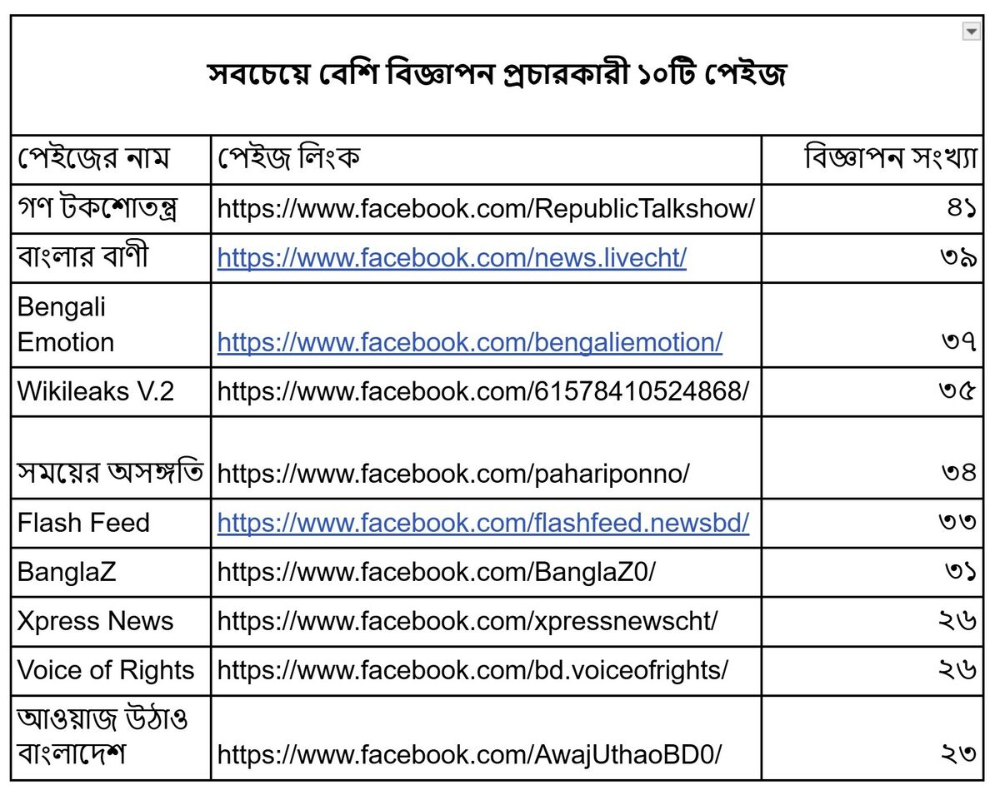 সবচেয়ে বেশি বিজ্ঞাপন প্রচারকারী ১০টি পেইজ
পেইজের নাম পেইজ লিংক বিজ্ঞাপন সংখ্যা
গণ টকশোতন্ত্র https://www.facebook.com/RepublicTalkshow/ ৪১
বাংলার বাণী https://www.facebook.com/news.livecht/ ৩৯
Bengali
Emotion https://www.facebook.com/bengaliemotion/ ৩৭
Wikileaks V.2 https://www.facebook.com/61578410524868/ ৩৫
সময়ের অসঙ্গতি https://www.facebook.com/pahariponno/ ৩৪
Flash Feed https://www.facebook.com/flashfeed.newsbd/ ৩৩
BanglaZ https://www.facebook.com/BanglaZ0/ ৩১
Xpress News https://www.facebook.com/xpressnewscht/ ২৬
Voice of Rights https://www.facebook.com/bd.voiceofrights/ ২৬
আওয়াজ উঠাও
বাংলাদেশ https://www.facebook.com/AwajUthaoBD0/ ২৩